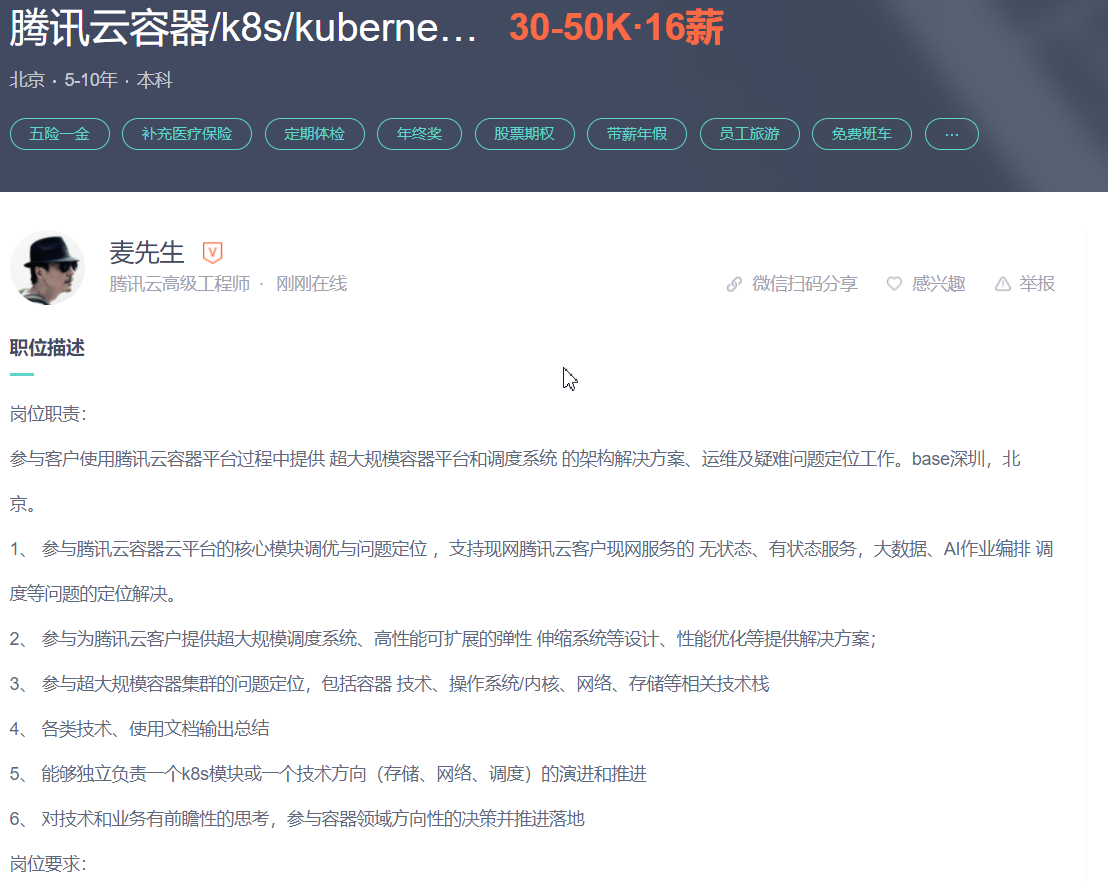 腾讯云容器/k8s/kuberne… 30-50K·16薪
北京 · 5-10年 · 本科
五险一金 补充医疗保险 定期体检 年终奖 股票期权 带薪年假 员工旅游 免费班车 ...
麦先生 V
腾讯云高级工程师 · 刚刚在线 微信扫码分享 感兴趣 举报
职位描述
岗位职责：
参与客户使用腾讯云容器平台过程中提供 超大规模容器平台和调度系统 的架构解决方案、运维及疑难问题定位工作。base深圳，北
京。
1、 参与腾讯云容器云平台的核心模块调优与问题定位 ，支持现网腾讯云客户现网服务的 无状态、有状态服务，大数据、AI作业编排 调
度等问题的定位解决。
2、 参与为腾讯云客户提供超大规模调度系统、高性能可扩展的弹性 伸缩系统等设计、性能优化等提供解决方案；
3、 参与超大规模容器集群的问题定位，包括容器 技术、操作系统/内核、网络、存储等相关技术栈
4、 各类技术、使用文档输出总结
5、 能够独立负责一个k8s模块或一个技术方向（存储、网络、调度）的演进和推进
6、 对技术和业务有前瞻性的思考，参与容器领域方向性的决策并推进落地
岗位要求：